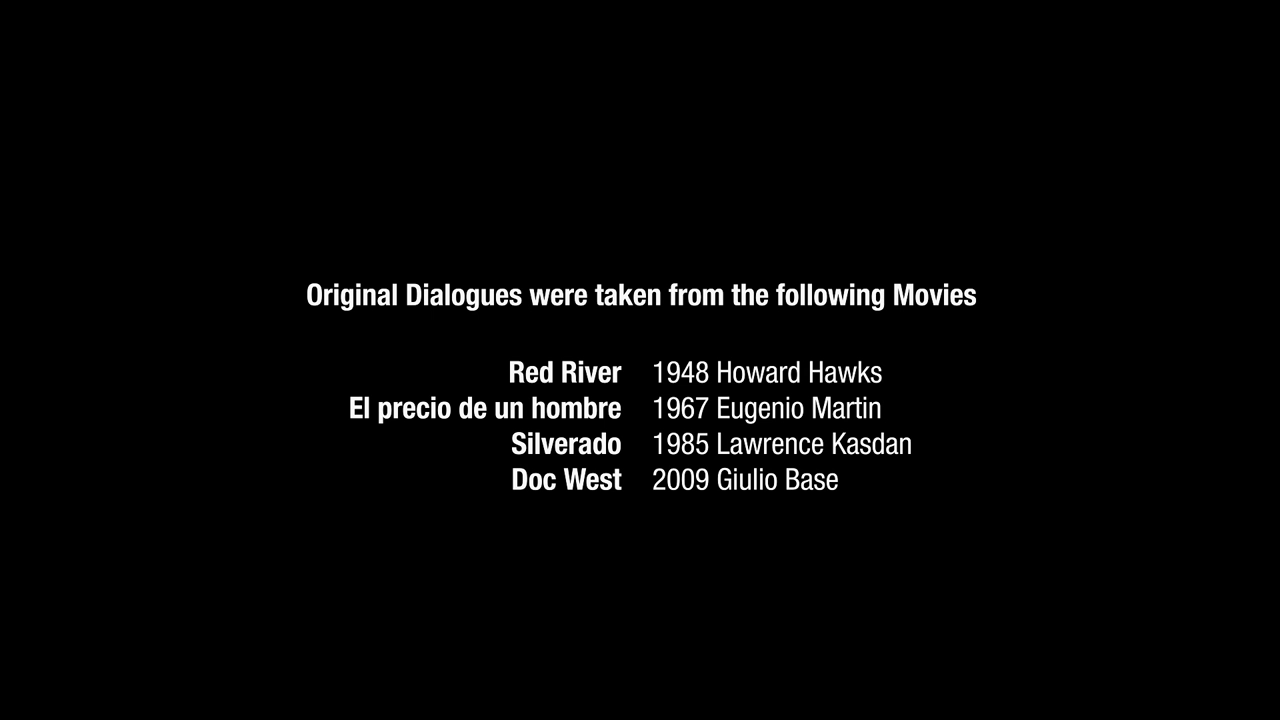 Original Dialogues were taken from the following Movies
Red River 1948 Howard Hawks
El precio de un hombre 1967 Eugenio Martin
Silverado 1985 Lawrence Kasdan
Doc West 2009 Giulio Base